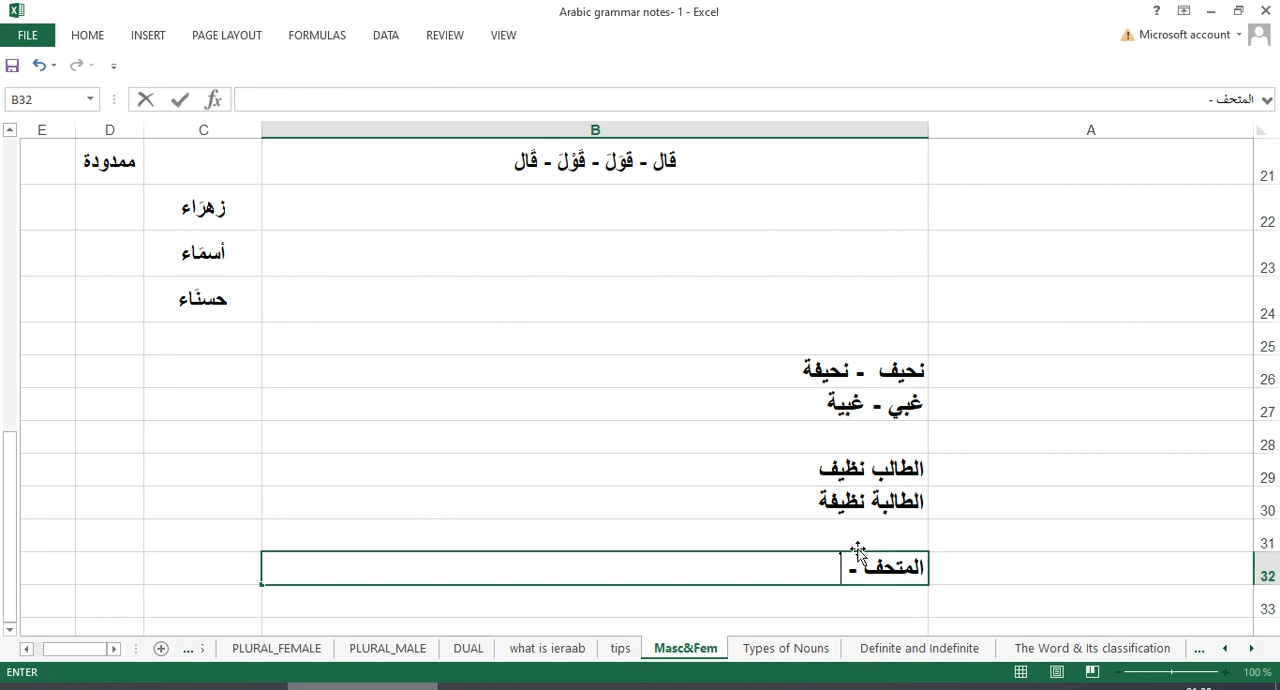 Arabic grammar notes- 1 - Excel
FILE HOME INSERT PAGE LAYOUT FORMULAS DATA REVIEW VIEW
Microsoft account
B32
المتحف -
E D C B A
ممدودة
قال - قوَلَ - قَوْلَ - قَال
21
زهرَاء
22
أسمَاء
23
حسنَاء
24
25
نحيف - نحيفة
26
غبي - غبية
27
28
الطالب نظيف
29
الطالبة نظيفة
30
31
المتحف -
32
33
... PLURAL_FEMALE PLURAL_MALE DUAL what is ieraab tips Masc&Fem Types of Nouns Definite and Indefinite The Word & Its classification ...
ENTER
100 %